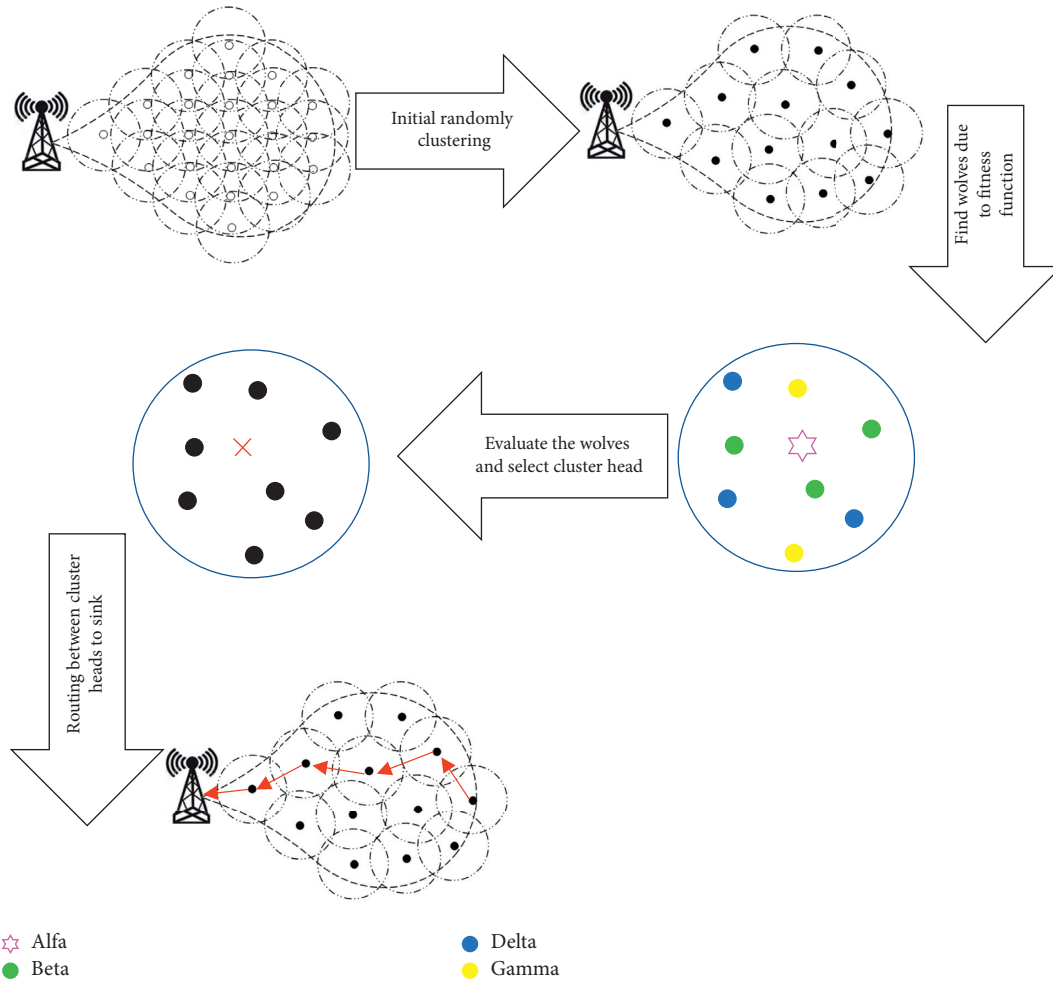 Initial randomly
clustering
Find wolves due
to fitness
function
Evaluate the wolves
and select cluster head
Routing between cluster
heads to sink
Alfa
Beta
Delta
Gamma